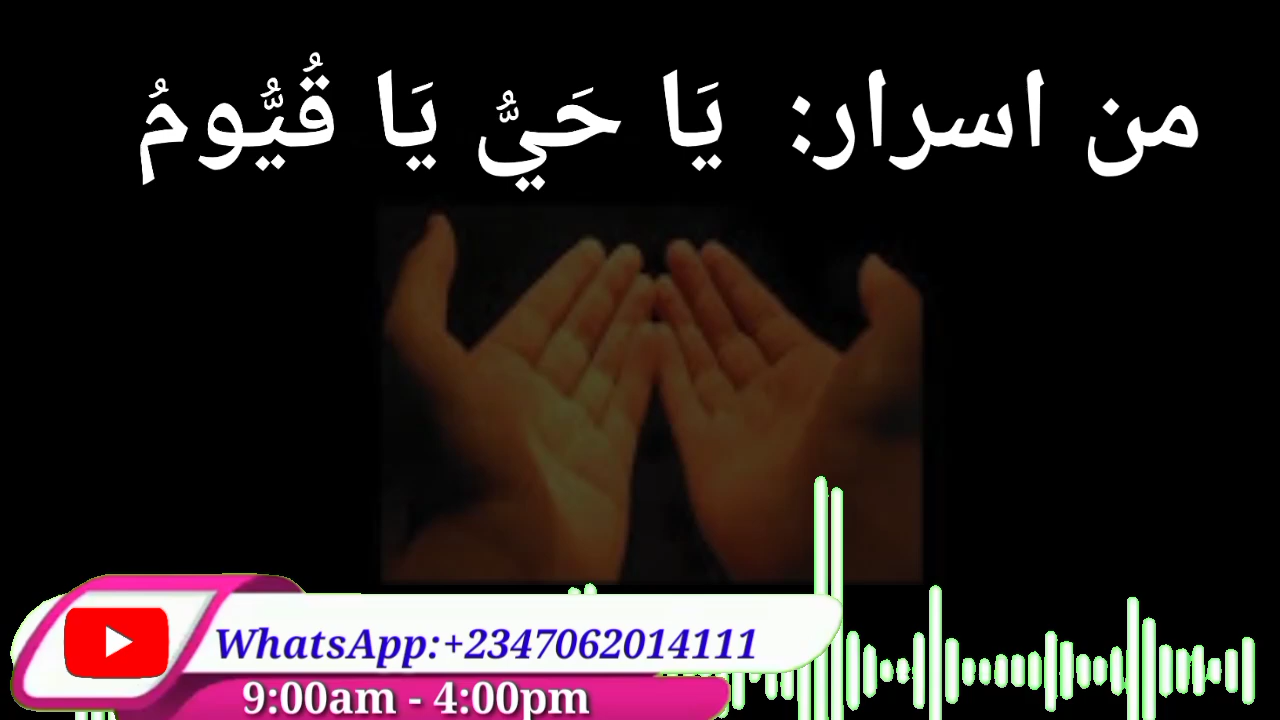 من اسرار: يَا حَيُّ يَا قُيُّومُ
WhatsApp:+2347062014111
9:00am - 4:00pm